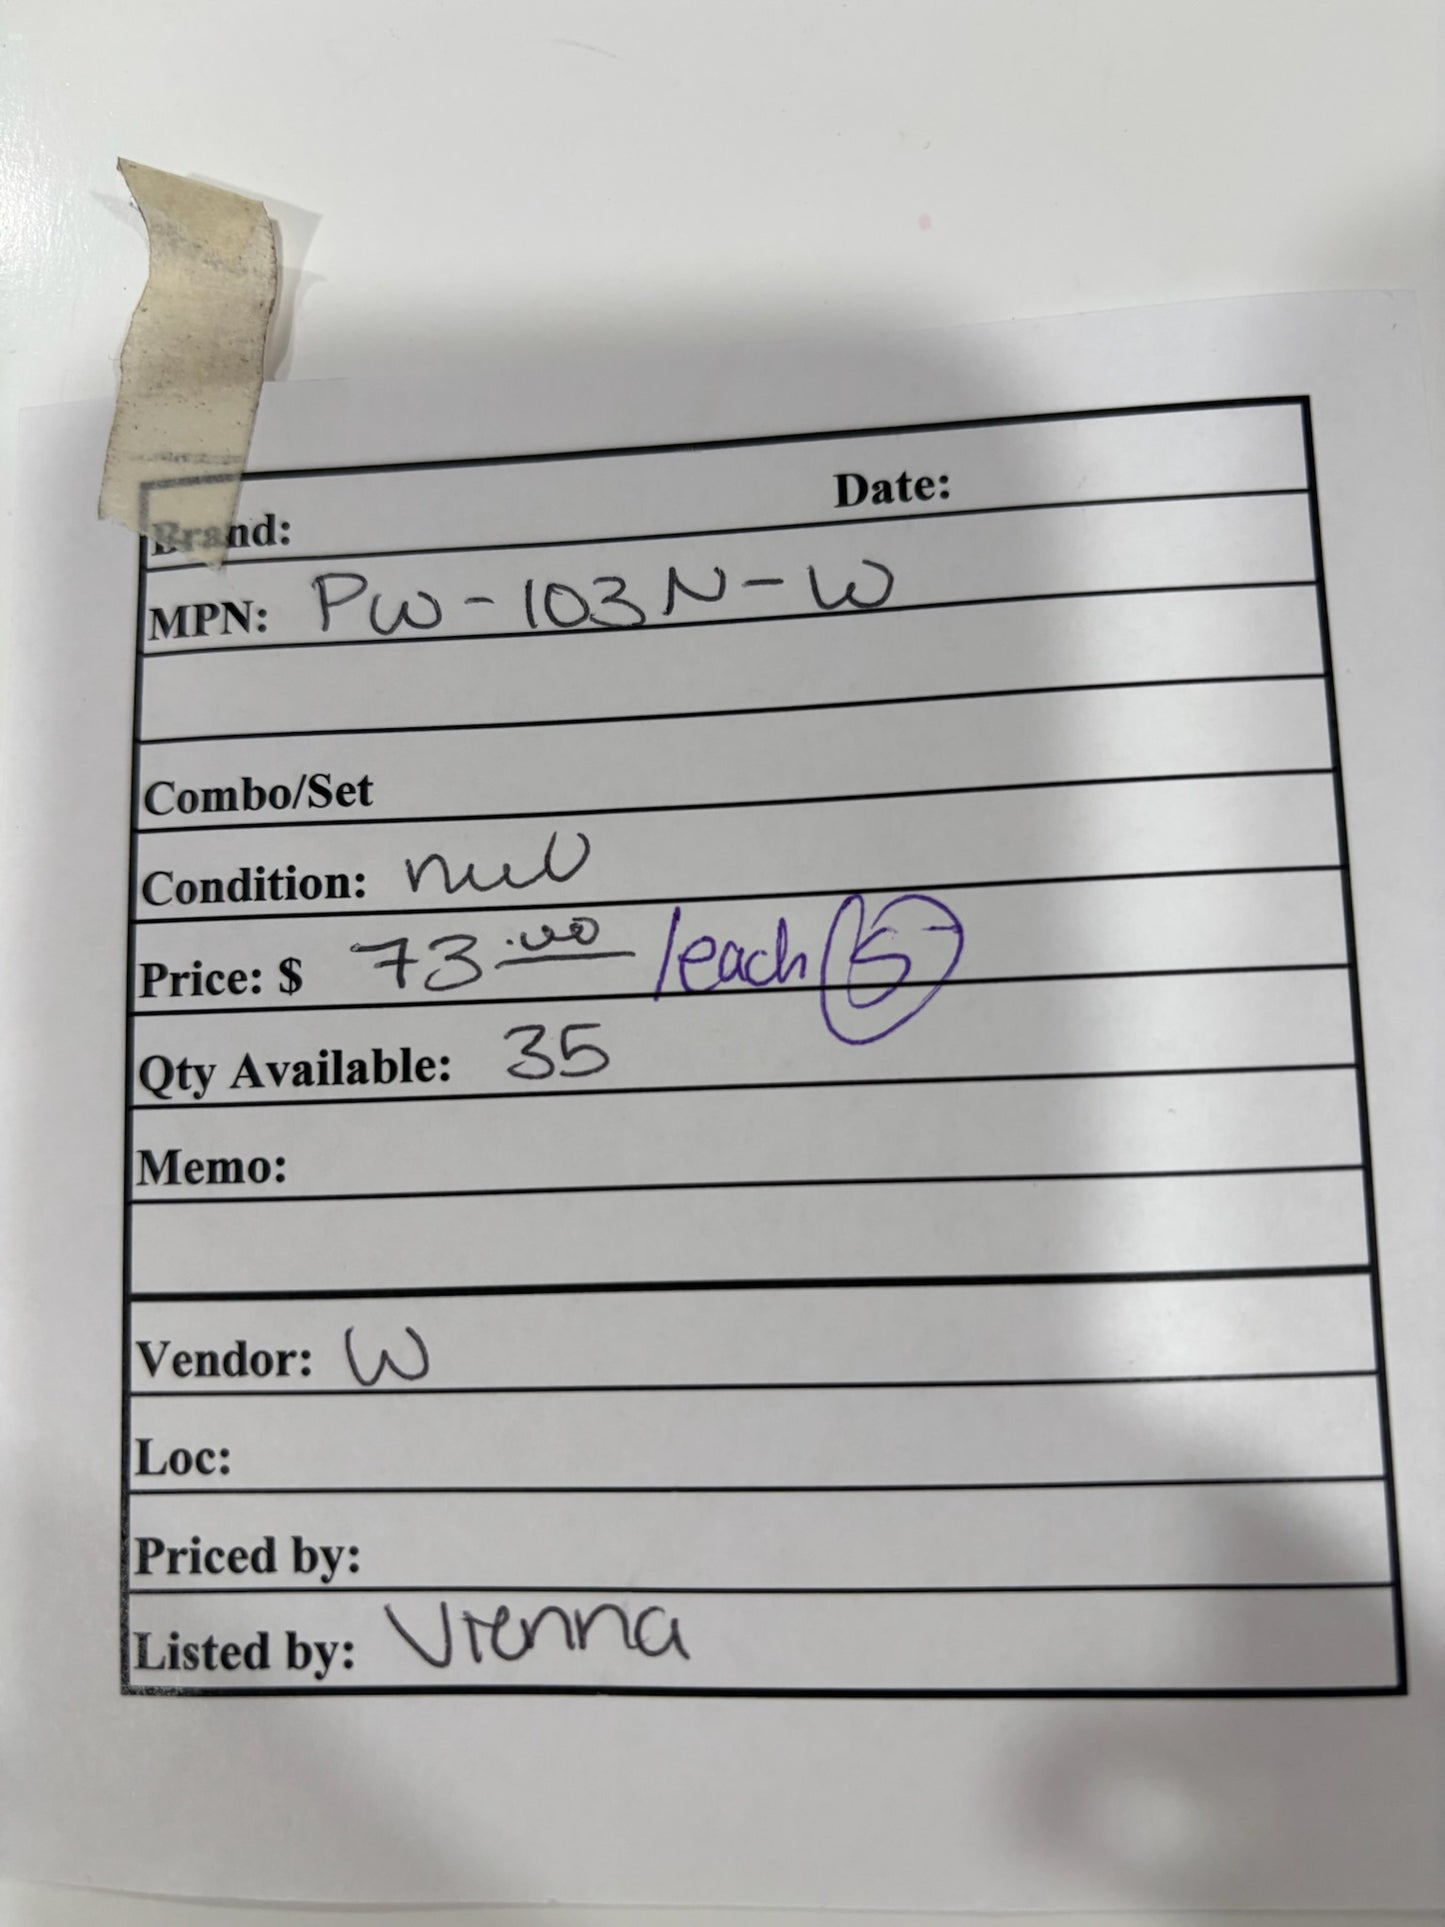 Brand: Date:
MPN: PW-103N-W
Combo/Set
Condition: new
Price: $ 73.00 /each (5)
Qty Available: 35
Memo:
Vendor: W
Loc:
Priced by:
Listed by: Vienna